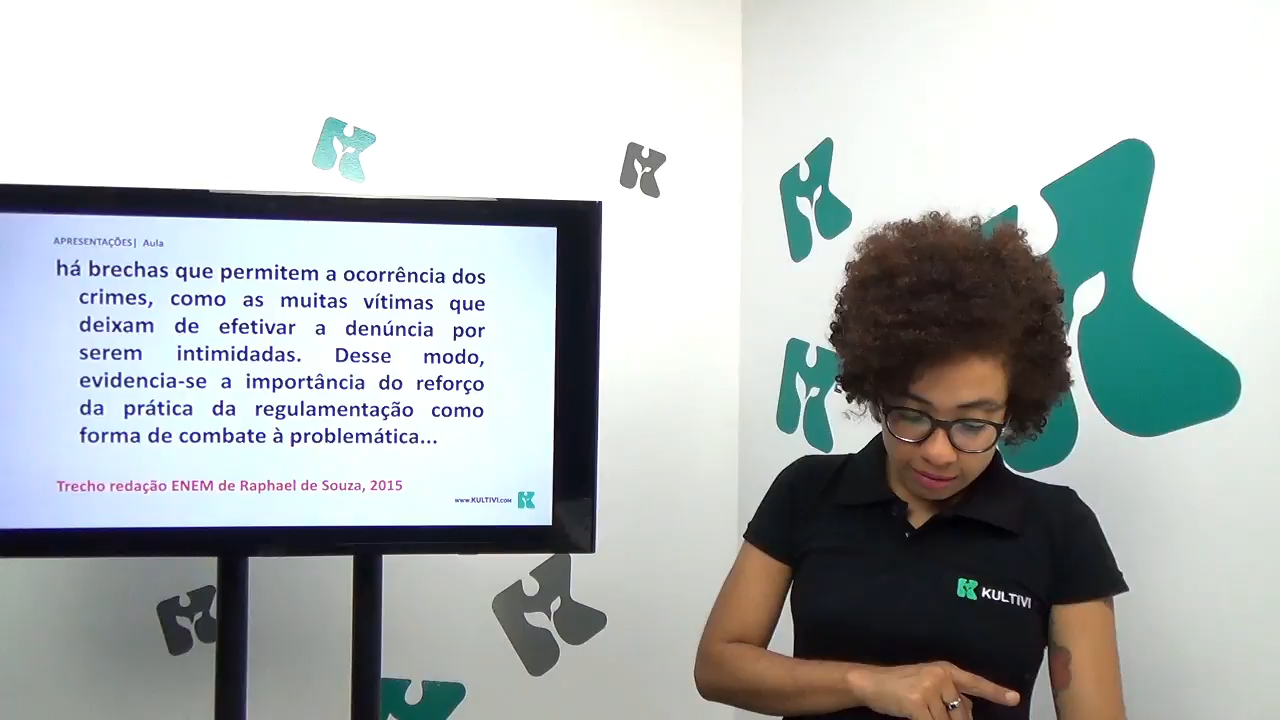 APRESENTAÇÕES| Aula
há brechas que permitem a ocorrência dos
crimes, como as muitas vítimas que
deixam de efetivar a denúncia por
serem intimidadas. Desse modo,
evidencia-se a importância do reforço
da prática da regulamentação como
forma de combate à problemática...
Trecho redação ENEM de Raphael de Souza, 2015
www.KULTIVI.COM
KULTIVI